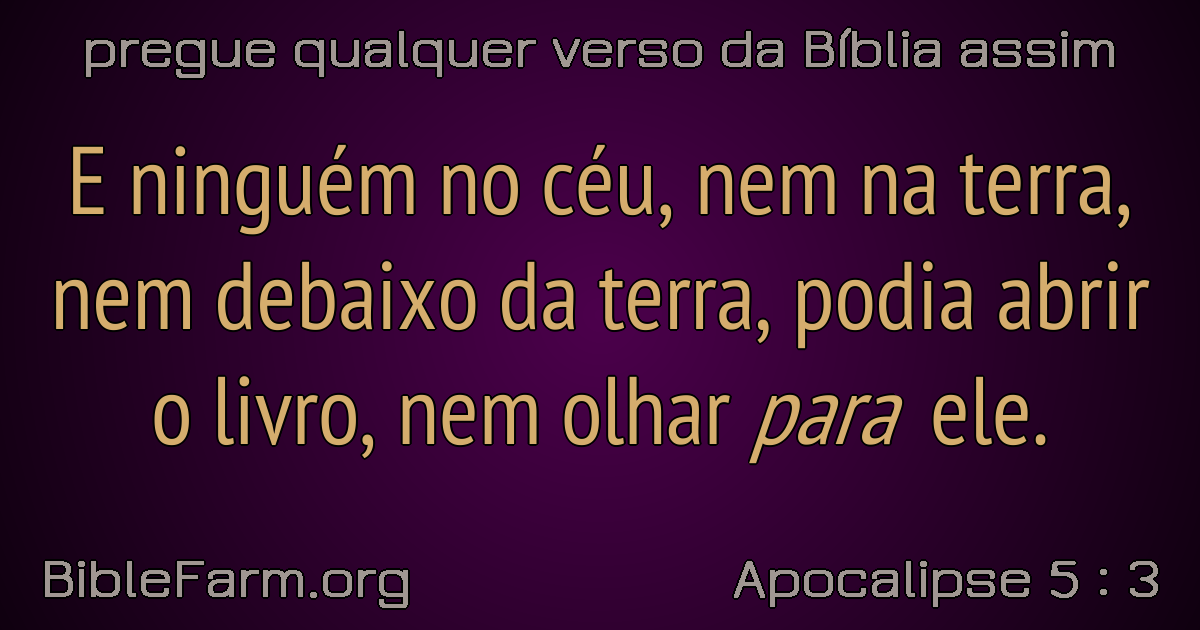 pregue qualquer verso da Bíblia assim
E ninguém no céu, nem na terra,
nem debaixo da terra, podia abrir
o livro, nem olhar para ele.
BibleFarm.org
Apocalipse 5 : 3